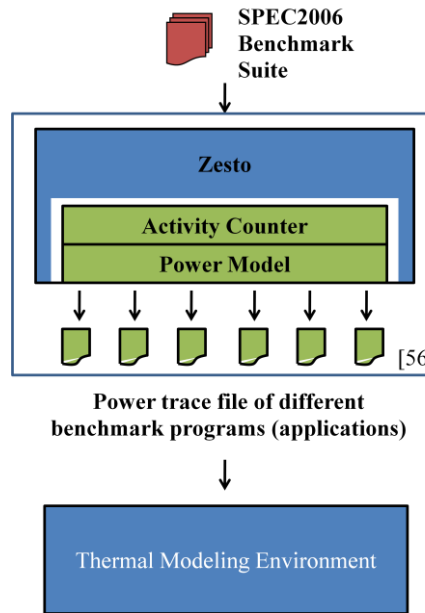 SPEC2006
Benchmark
Suite
Zesto
Activity Counter
Power Model
[56
Power trace file of different
benchmark programs (applications)
Thermal Modeling Environment